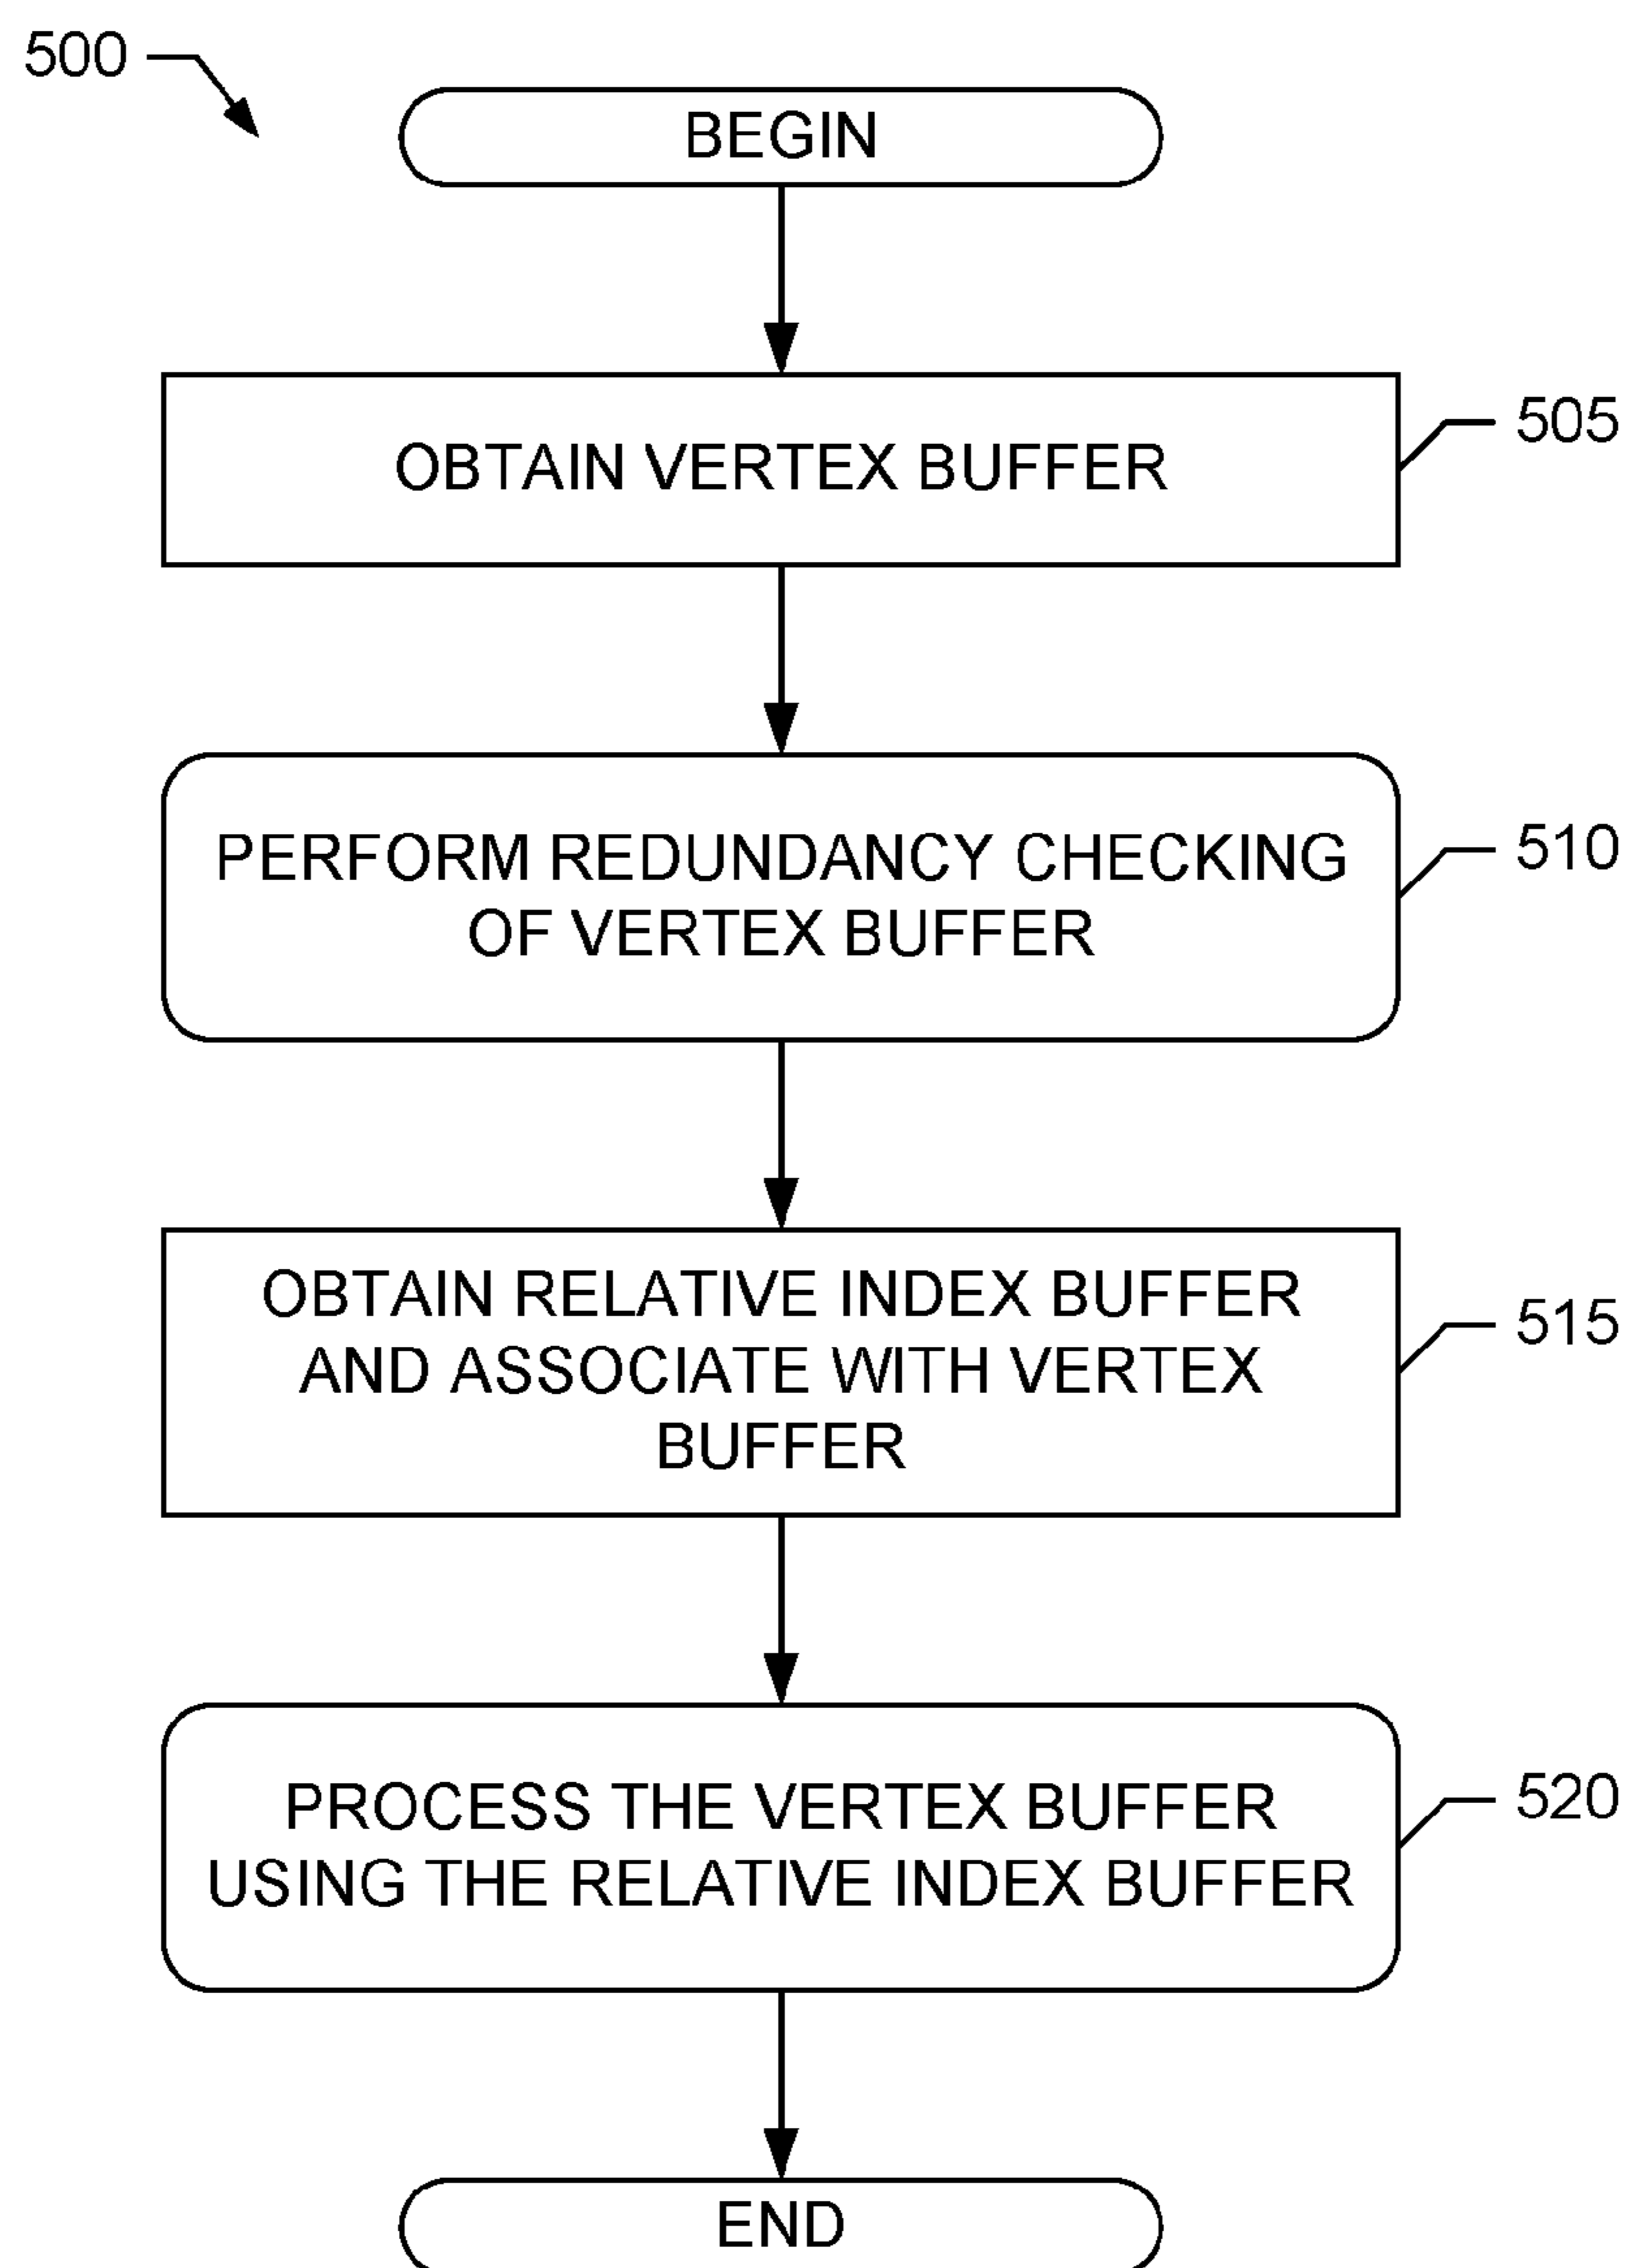 500
BEGIN
OBTAIN VERTEX BUFFER
505
PERFORM REDUNDANCY CHECKING
OF VERTEX BUFFER
510
OBTAIN RELATIVE INDEX BUFFER
AND ASSOCIATE WITH VERTEX
BUFFER
515
PROCESS THE VERTEX BUFFER
USING THE RELATIVE INDEX BUFFER
520
END